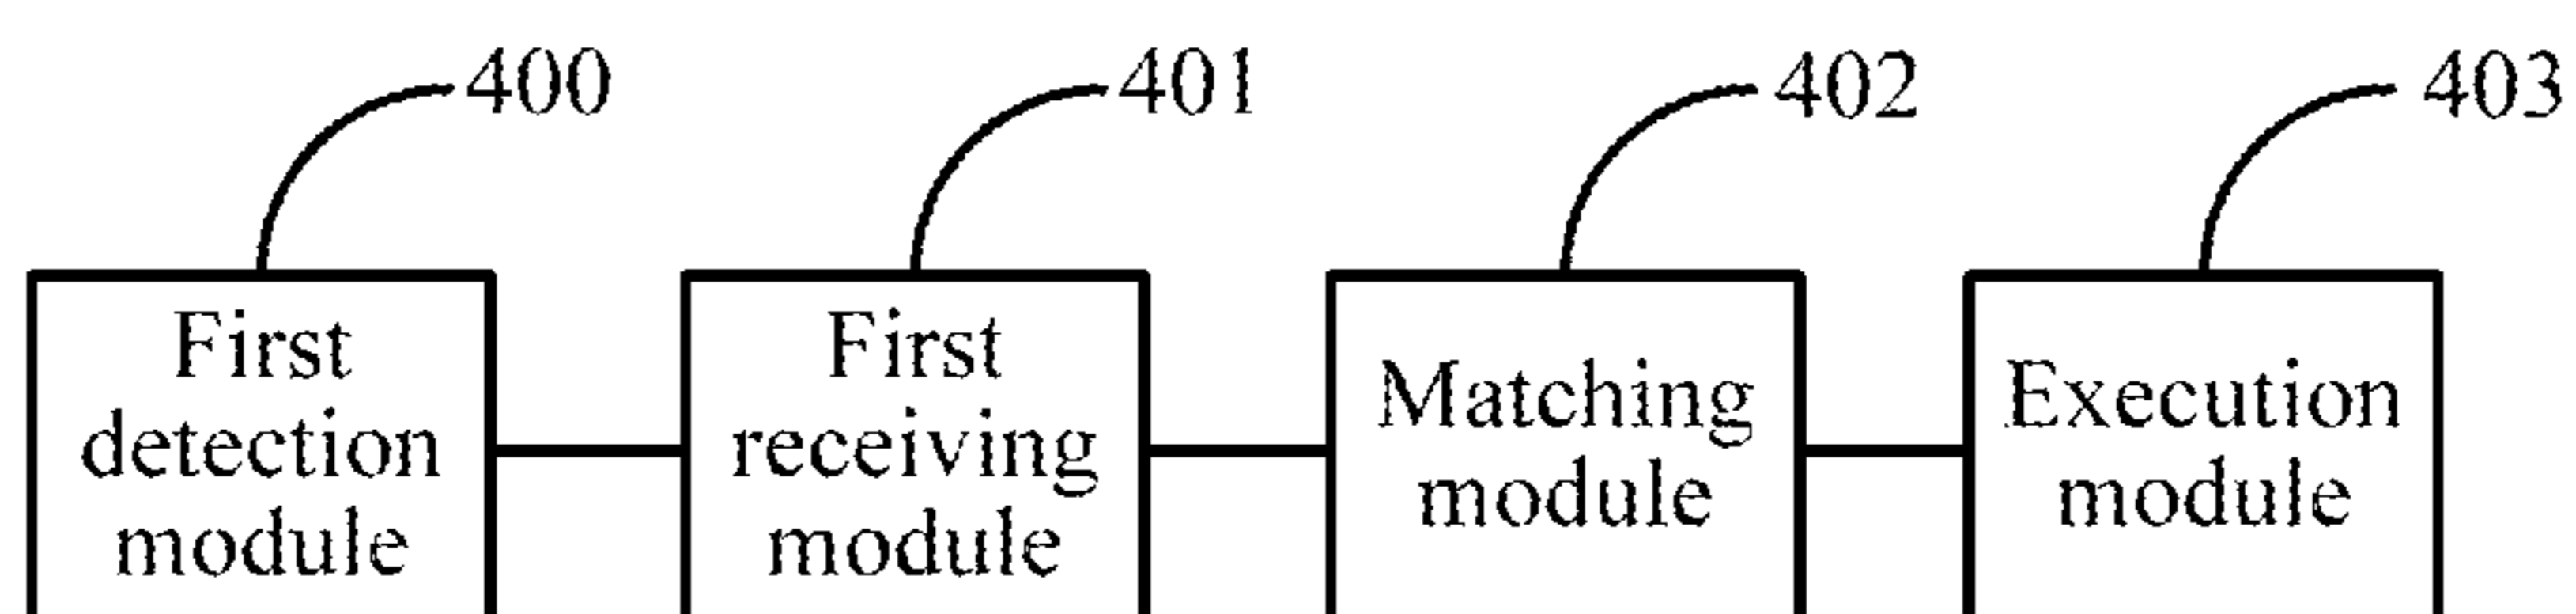 400
401
402
403
First
detection
module
First
receiving
module
Matching
module
Execution
module